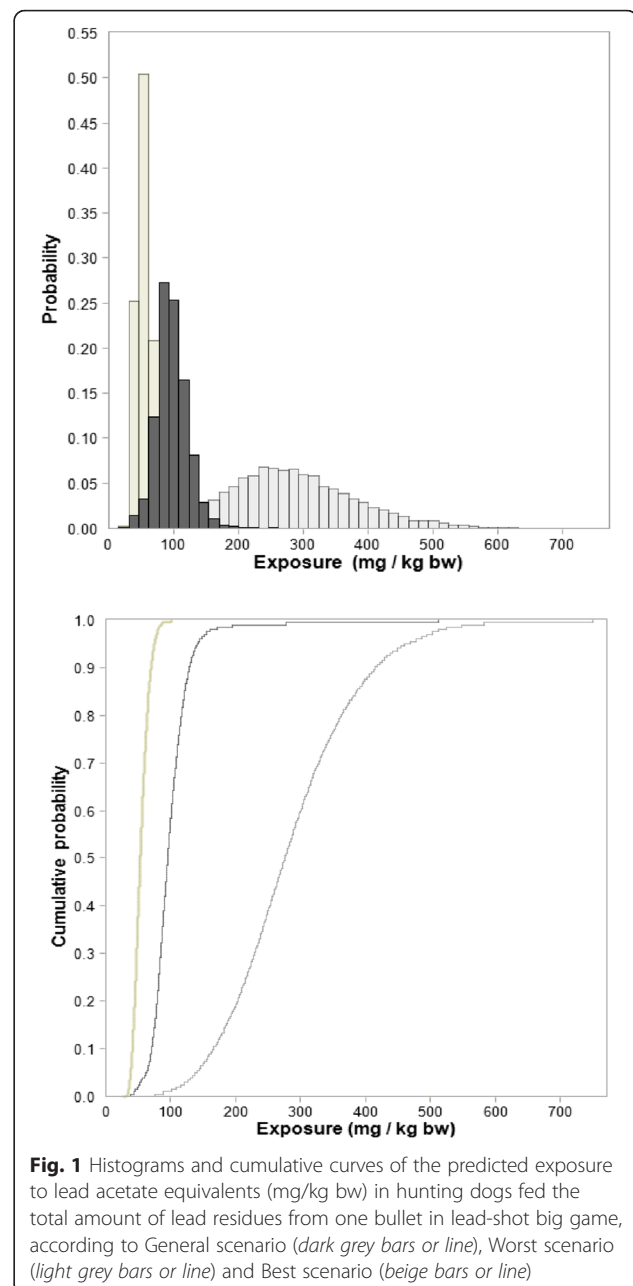 0.55
0.50
0.45
0.40
0.35
0.30
0.25
0.20
0.15
0.10
0.05
0.00
Probability
0 100 200 300 400 500 600 700
Exposure (mg / kg bw)
1.0
0.9
0.8
0.7
0.6
0.5
0.4
0.3
0.2
0.1
0.0
Cumulative probability
0 100 200 300 400 500 600 700
Exposure (mg / kg bw)
Fig. 1 Histograms and cumulative curves of the predicted exposure
to lead acetate equivalents (mg/kg bw) in hunting dogs fed the
total amount of lead residues from one bullet in lead-shot big game,
according to General scenario (dark grey bars or line), Worst scenario
(light grey bars or line) and Best scenario (beige bars or line)